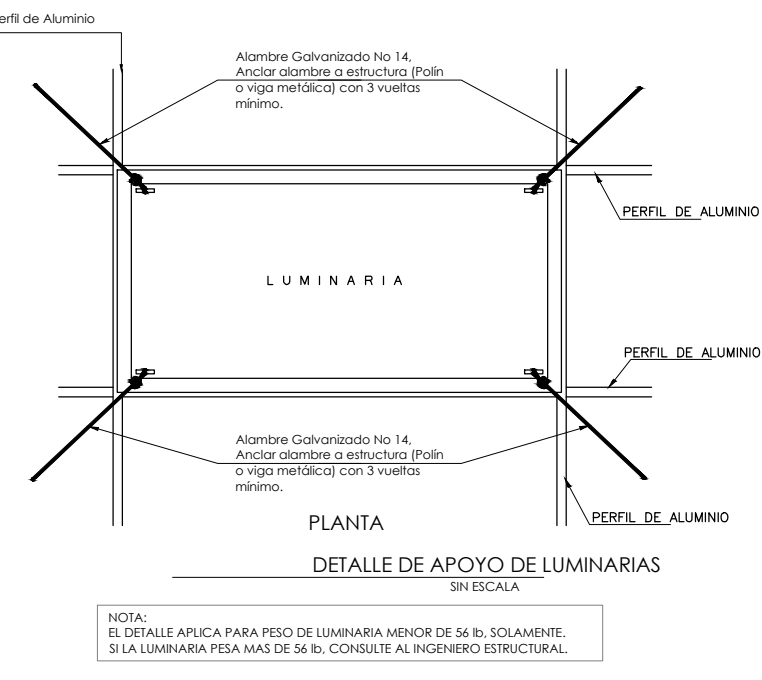 erfil de Aluminio
Alambre Galvanizado No 14,
Anclar alambre a estructura (Polín
o viga metálica) con 3 vueltas
mínimo.
PERFIL DE ALUMINIO
LUMINARIA
PERFIL DE ALUMINIO
Alambre Galvanizado No 14,
Anclar alambre a estructura (Polín
o viga metálica) con 3 vueltas
mínimo.
PERFIL DE ALUMINIO
PLANTA
DETALLE DE APOYO DE LUMINARIAS
SIN ESCALA
NOTA:
EL DETALLE APLICA PARA PESO DE LUMINARIA MENOR DE 56 lb, SOLAMENTE.
SI LA LUMINARIA PESA MAS DE 56 lb, CONSULTE AL INGENIERO ESTRUCTURAL.